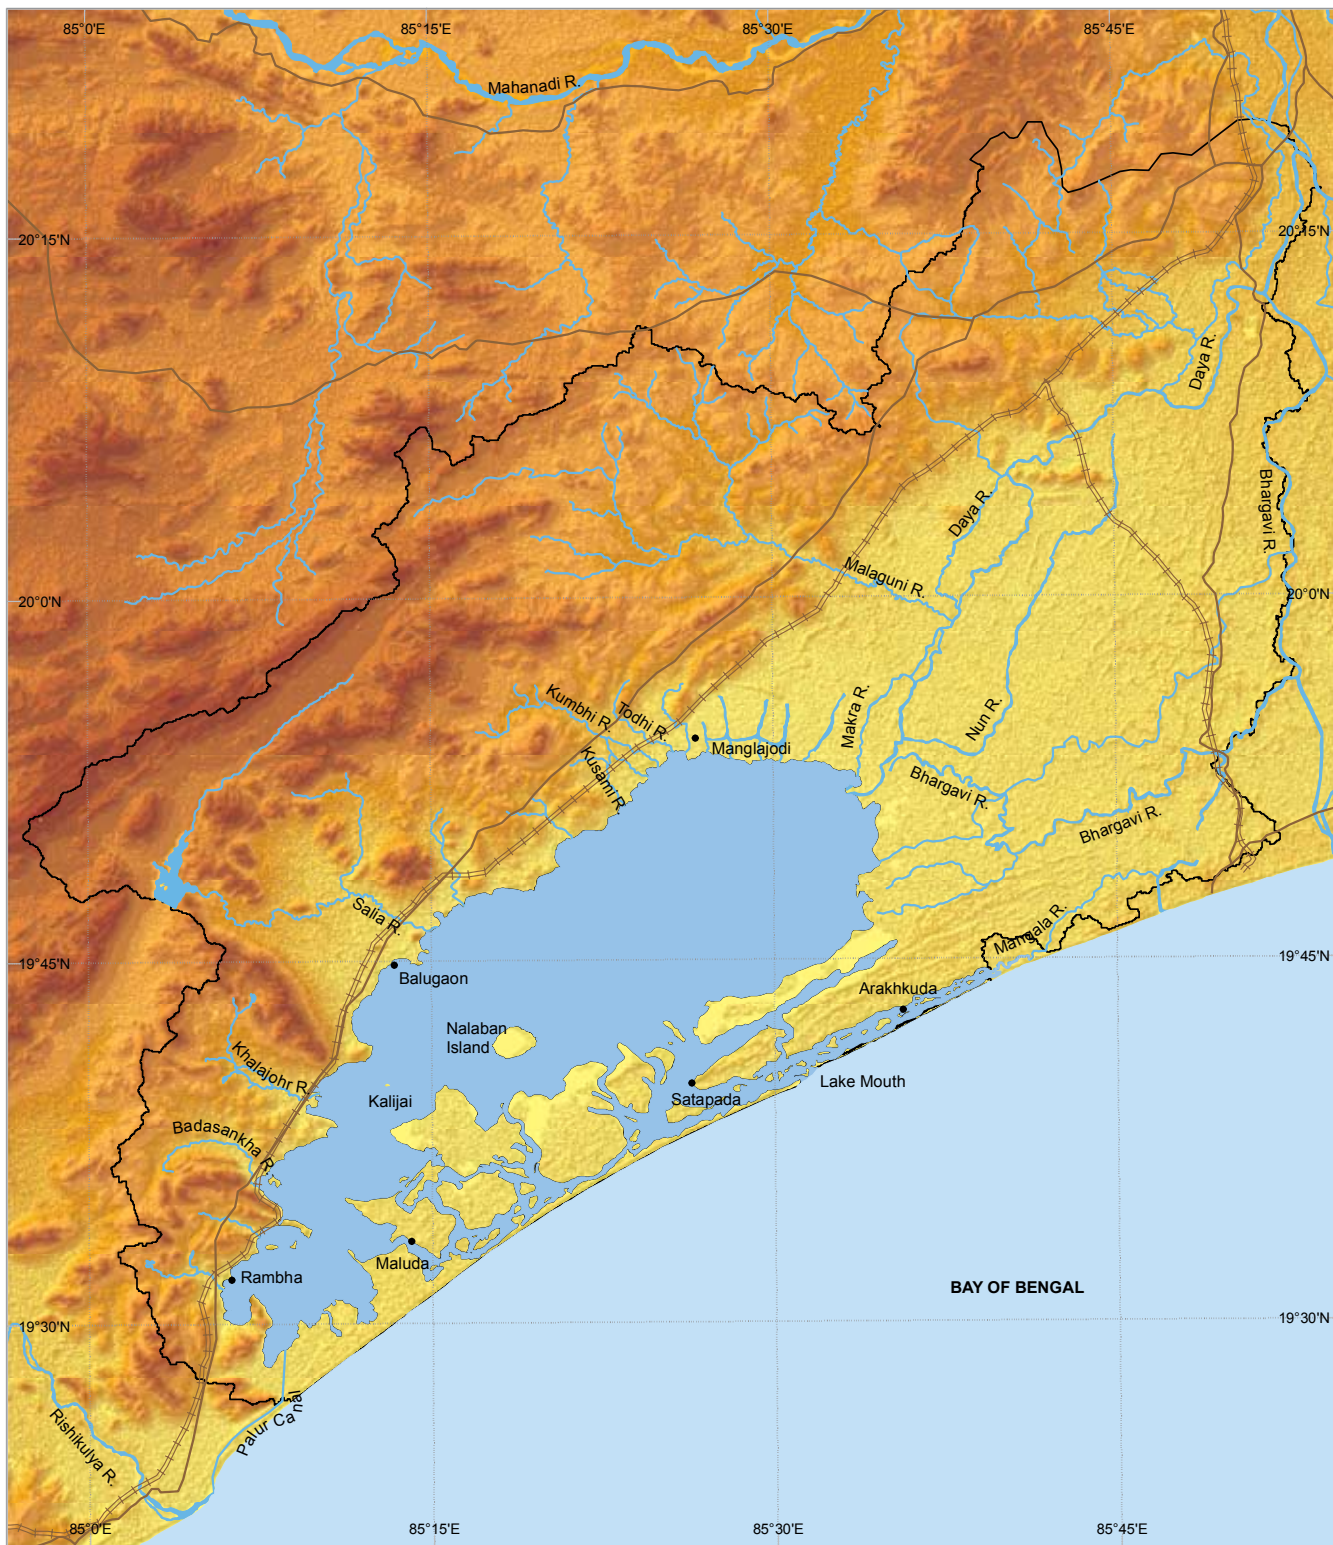 85°0'E
85°15'E
85°30'E
85°45'E
Mahanadi R.
20°15'N
20°15'N
Daya R.
Bhargavi R.
Daya R.
Malaguni R.
20°0'N
20°0'N
Kumbhi R.
Todhi R.
Makra R.
Nun R.
Manglajodi
Kusami R.
Bhargavi R.
Bhargavi R.
Salia R.
Mangala R.
19°45'N
19°45'N
Balugaon
Arakhkuda
Nalaban
Island
Khalajohr R.
Lake Mouth
Kalijai
Satapada
Badasankha R.
Maluda
Rambha
BAY OF BENGAL
19°30'N
19°30'N
Palur Canal
Rishikulya R.
85°0'E
85°15'E
85°30'E
85°45'E